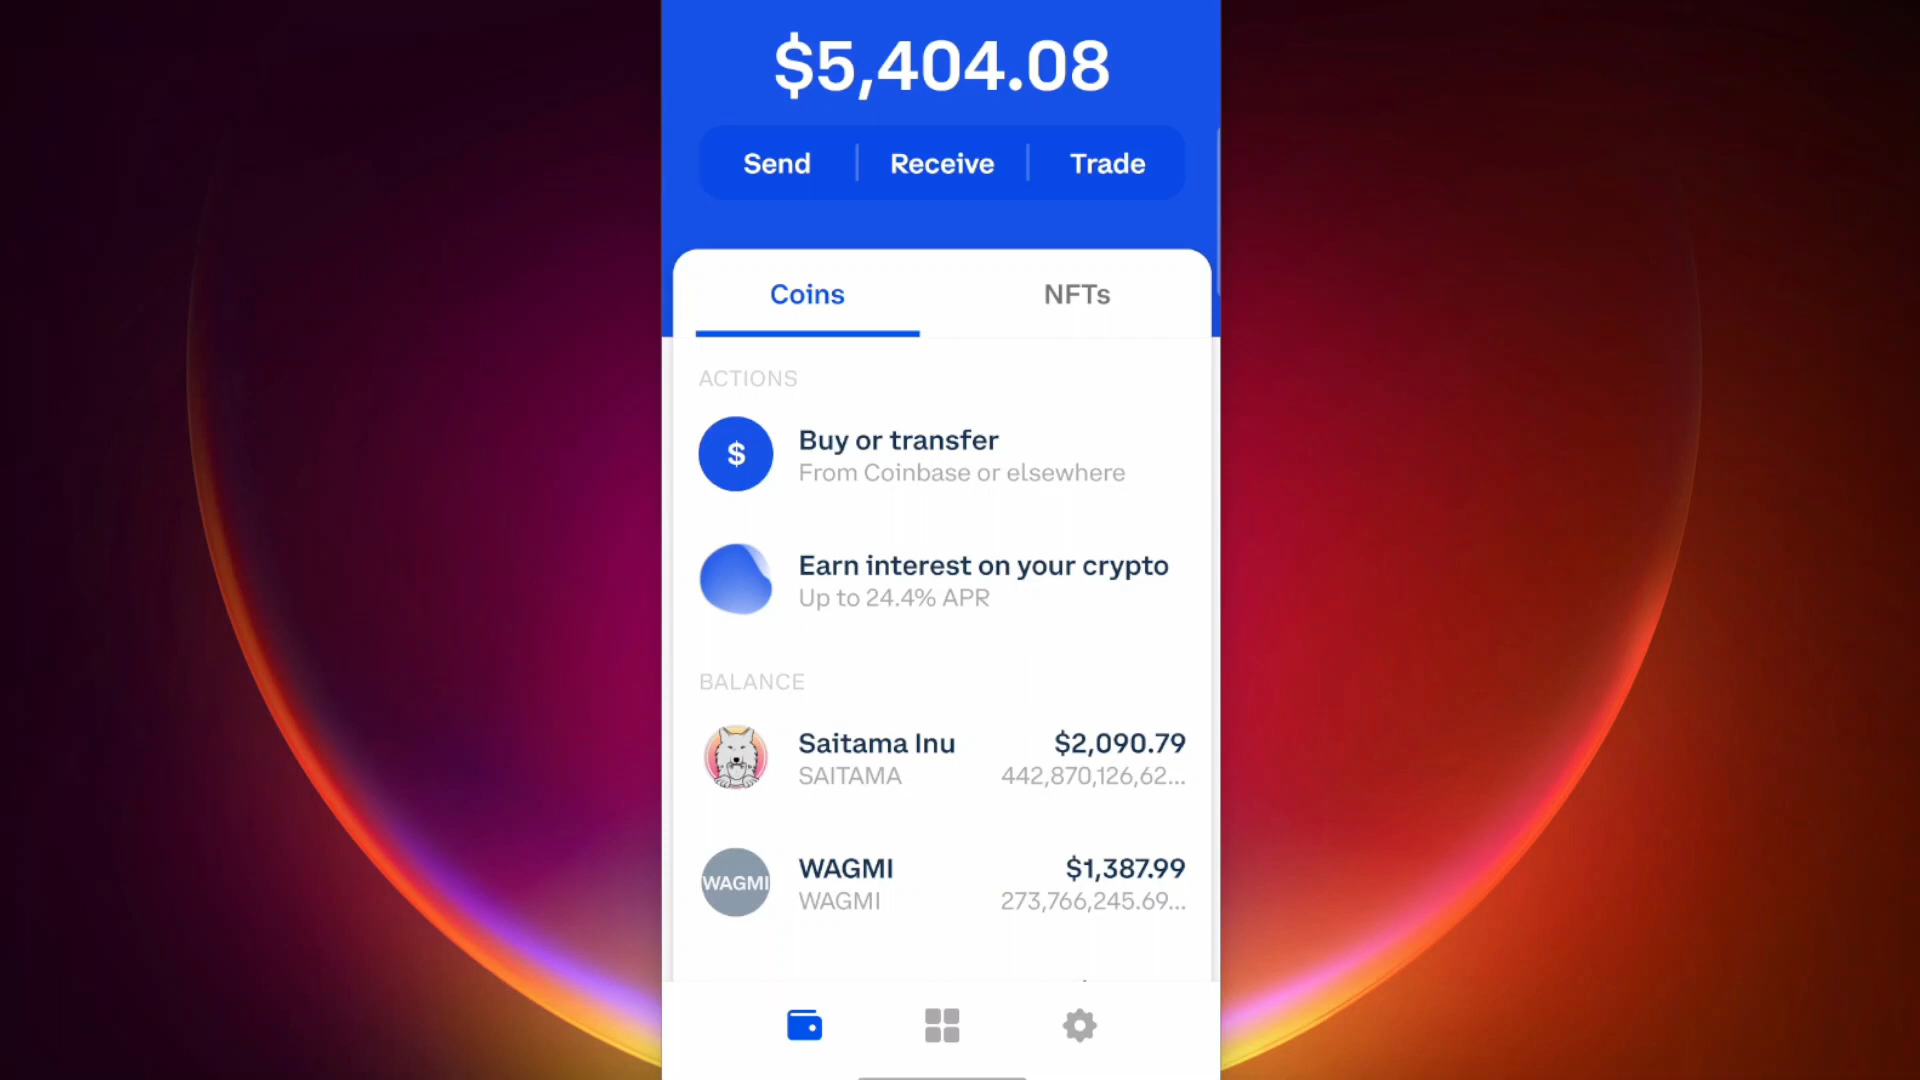 $5,404.08
Send
Receive
Trade
Coins
NFTs
ACTIONS
$
Buy or transfer
From Coinbase or elsewhere
Earn interest on your crypto
Up to 24.4% APR
BALANCE
Saitama Inu
$2,090.79
SAITAMA
442,870,126,62...
WAGMI
WAGMI
$1,387.99
WAGMI
273,766,245.69...